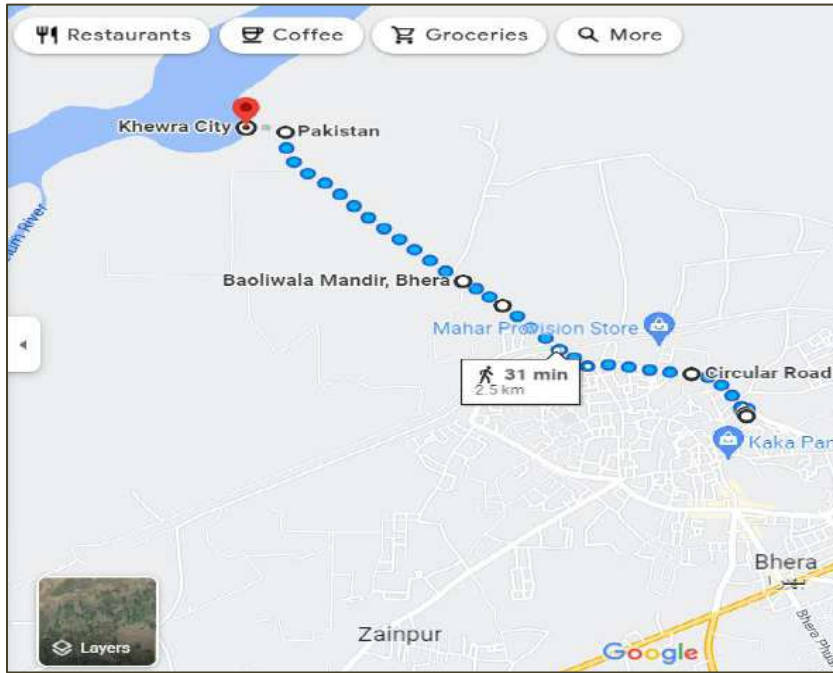 Restaurants
Coffee
Groceries
More
Khewra City
Pakistan
Baoliwala Mandir, Bhera
Mahar Provision Store
31 min
2.5 km
Circular Road
Kaka Pan
Bhera
Zainpur
Layers
Google